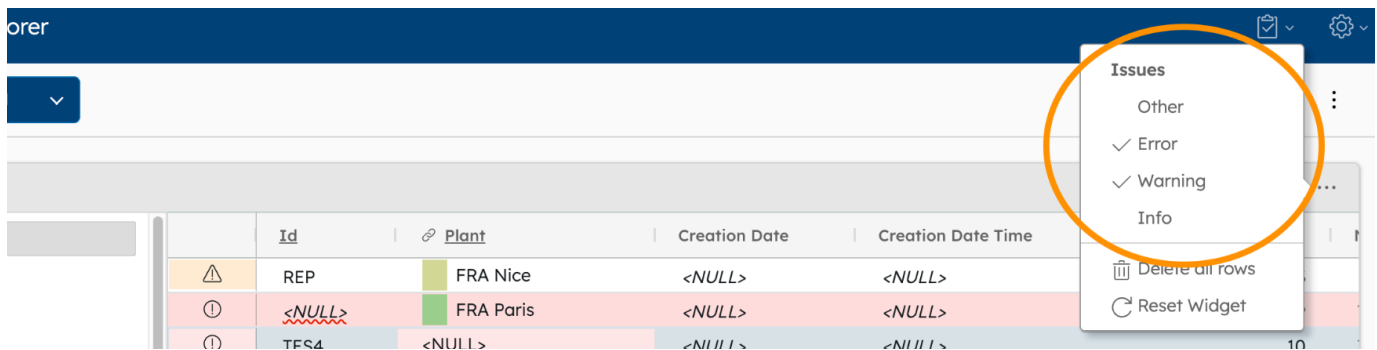 orer
Issues
Other
Error
Warning
Info
Delete all rows
Reset Widget
Id Plant Creation Date Creation Date Time
REP FRA Nice <NULL> <NULL>
<NULL> FRA Paris <NULL> <NULL>
TES4 <NULL> <NULL> <NULL> 10